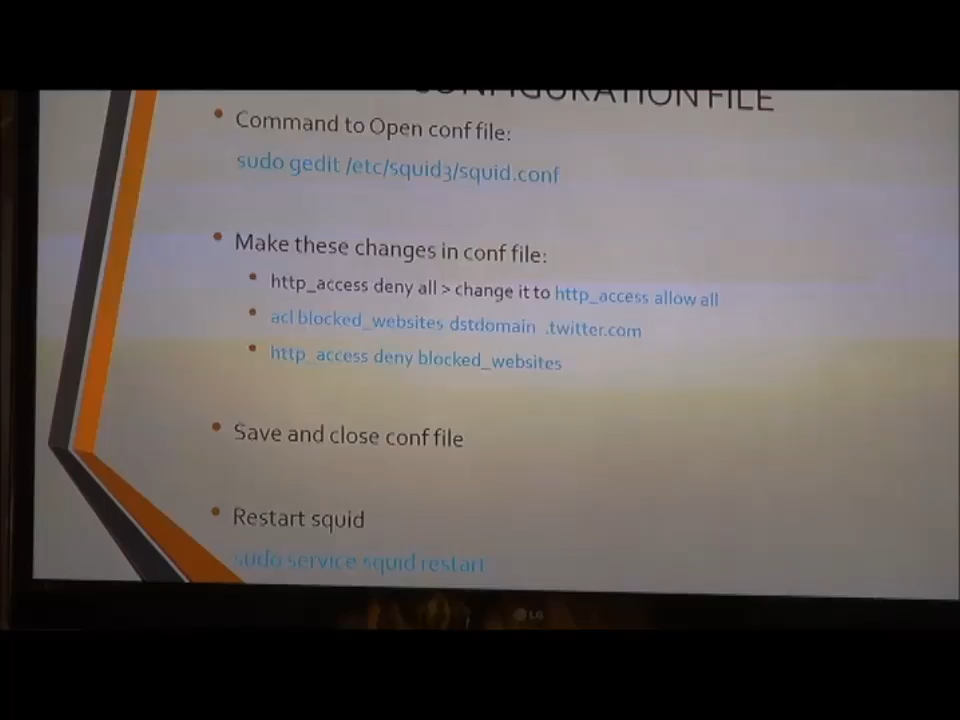 CONFIGURATION FILE
Command to Open conf file:
sudo gedit /etc/squid3/squid.conf
Make these changes in conf file:
http_access deny all > change it to http_access allow all
acl blocked_websites dstdomain .twitter.com
http_access deny blocked_websites
Save and close conf file
Restart squid
sudo service squid restart
LG